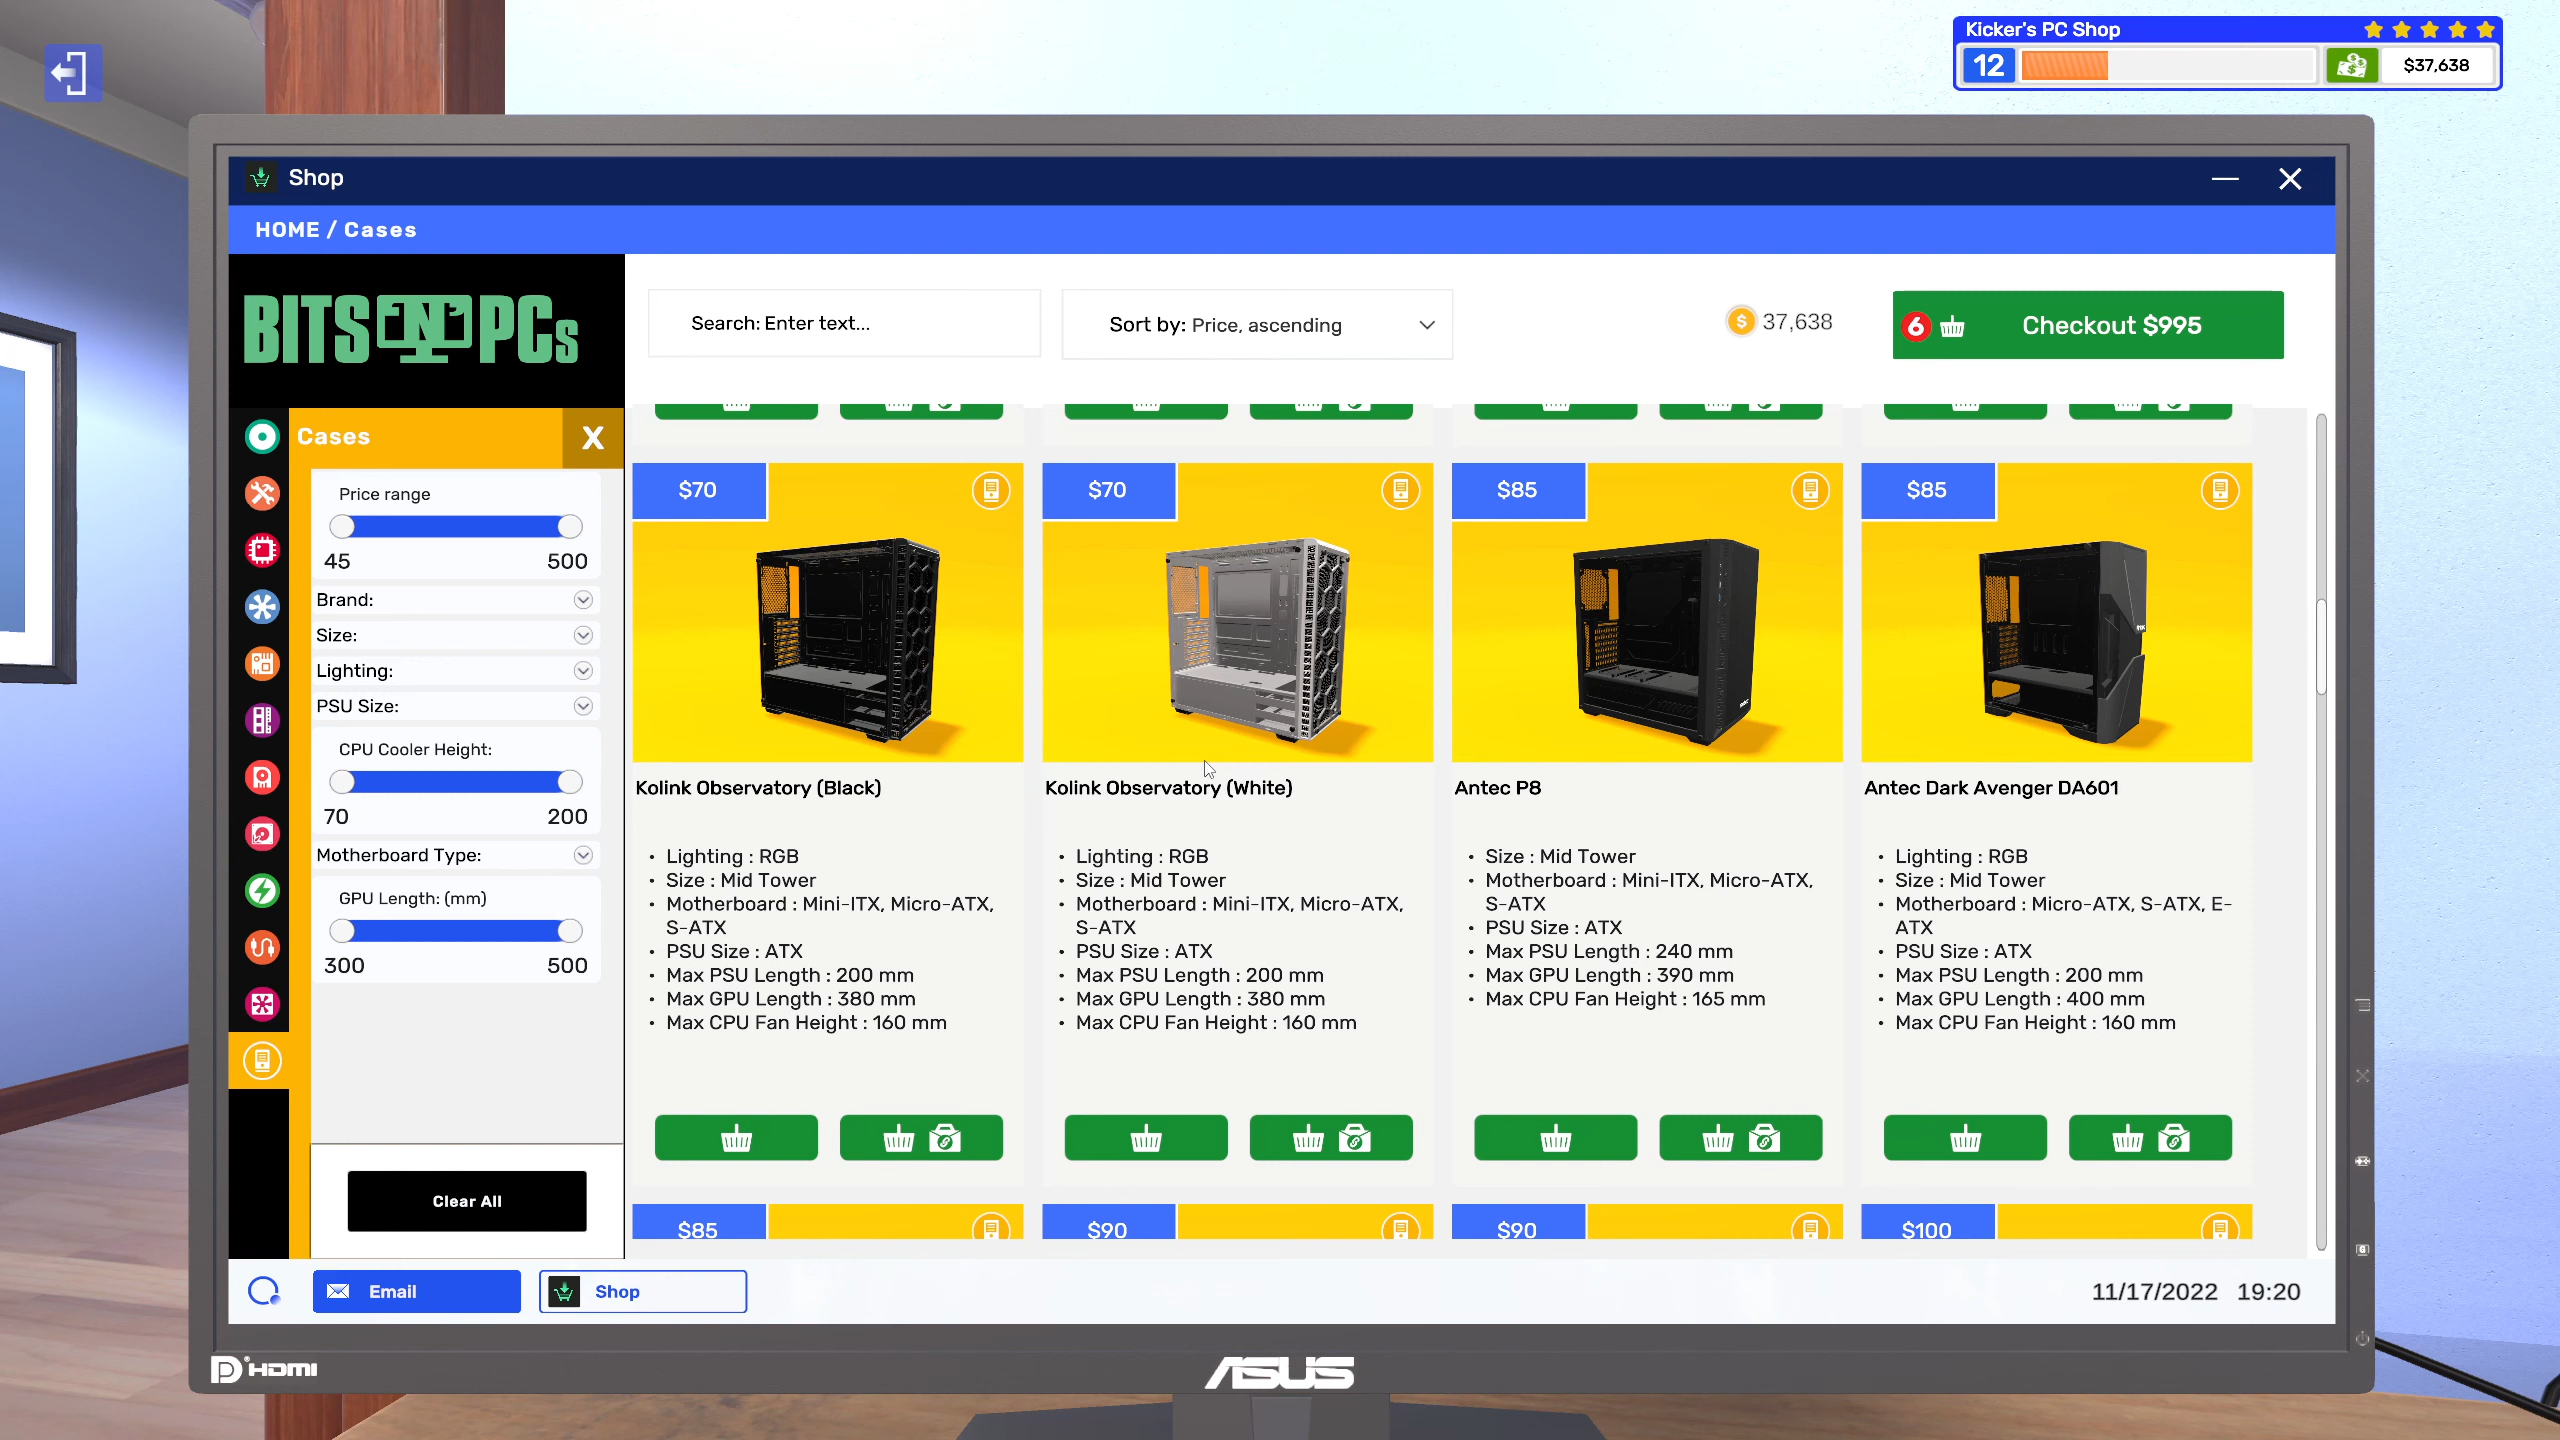 Kicker's PC Shop
12
$37,638
Shop
HOME / Cases
BITS EN PCs
Search: Enter text...
Sort by: Price, ascending
37,638
6
Checkout $995
Cases
X
Price range
45 500
Brand:
Size:
Lighting:
PSU Size:
CPU Cooler Height:
70 200
Motherboard Type:
GPU Length: (mm)
300 500
Clear All
$70
Kolink Observatory (Black)
• Lighting : RGB
• Size : Mid Tower
• Motherboard : Mini-ITX, Micro-ATX,
S-ATX
• PSU Size : ATX
• Max PSU Length : 200 mm
• Max GPU Length : 380 mm
• Max CPU Fan Height : 160 mm
$70
Kolink Observatory (White)
• Lighting : RGB
• Size : Mid Tower
• Motherboard : Mini-ITX, Micro-ATX,
S-ATX
• PSU Size : ATX
• Max PSU Length : 200 mm
• Max GPU Length : 380 mm
• Max CPU Fan Height : 160 mm
$85
Antec P8
• Size : Mid Tower
• Motherboard : Mini-ITX, Micro-ATX,
S-ATX
• PSU Size : ATX
• Max PSU Length : 240 mm
• Max GPU Length : 390 mm
• Max CPU Fan Height : 165 mm
$85
Antec Dark Avenger DA601
• Lighting : RGB
• Size : Mid Tower
• Motherboard : Micro-ATX, S-ATX, E-
ATX
• PSU Size : ATX
• Max PSU Length : 200 mm
• Max GPU Length : 400 mm
• Max CPU Fan Height : 160 mm
$85
$90
$90
$100
Email
Shop
11/17/2022 19:20
HDMI
ASUS